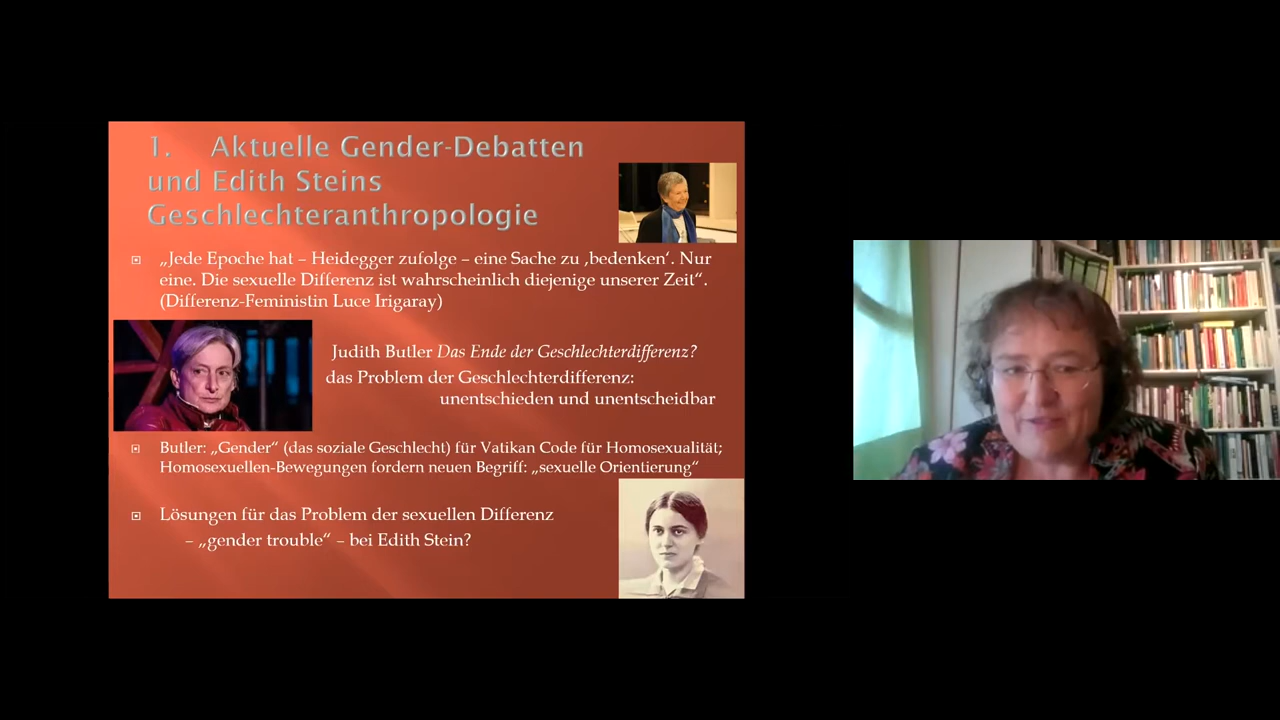 1. Aktuelle Gender-Debatten
und Edith Steins
Geschlechteranthropologie
„Jede Epoche hat – Heidegger zufolge – eine Sache zu ‚bedenken‘. Nur
eine. Die sexuelle Differenz ist wahrscheinlich diejenige unserer Zeit“.
(Differenz-Feministin Luce Irigaray)
Judith Butler Das Ende der Geschlechterdifferenz?
das Problem der Geschlechterdifferenz:
unentschieden und unentscheidbar
Butler: „Gender“ (das soziale Geschlecht) für Vatikan Code für Homosexualität;
Homosexuellen-Bewegungen fordern neuen Begriff: „sexuelle Orientierung“
Lösungen für das Problem der sexuellen Differenz
– „gender trouble“ – bei Edith Stein?